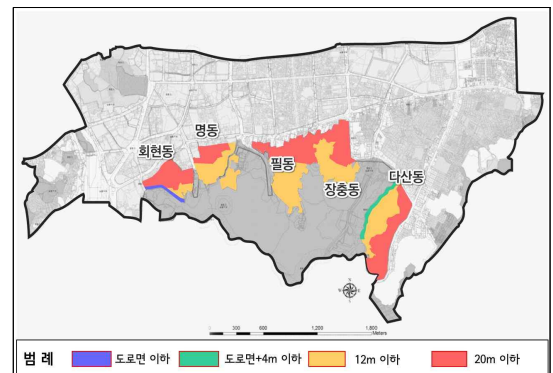 명동
회현동
필동
다산동
장충동
300 600 1,200 1,800
Meters
범 례 도로면 이하 도로면+4m 이하 12m 이하 20m 이하